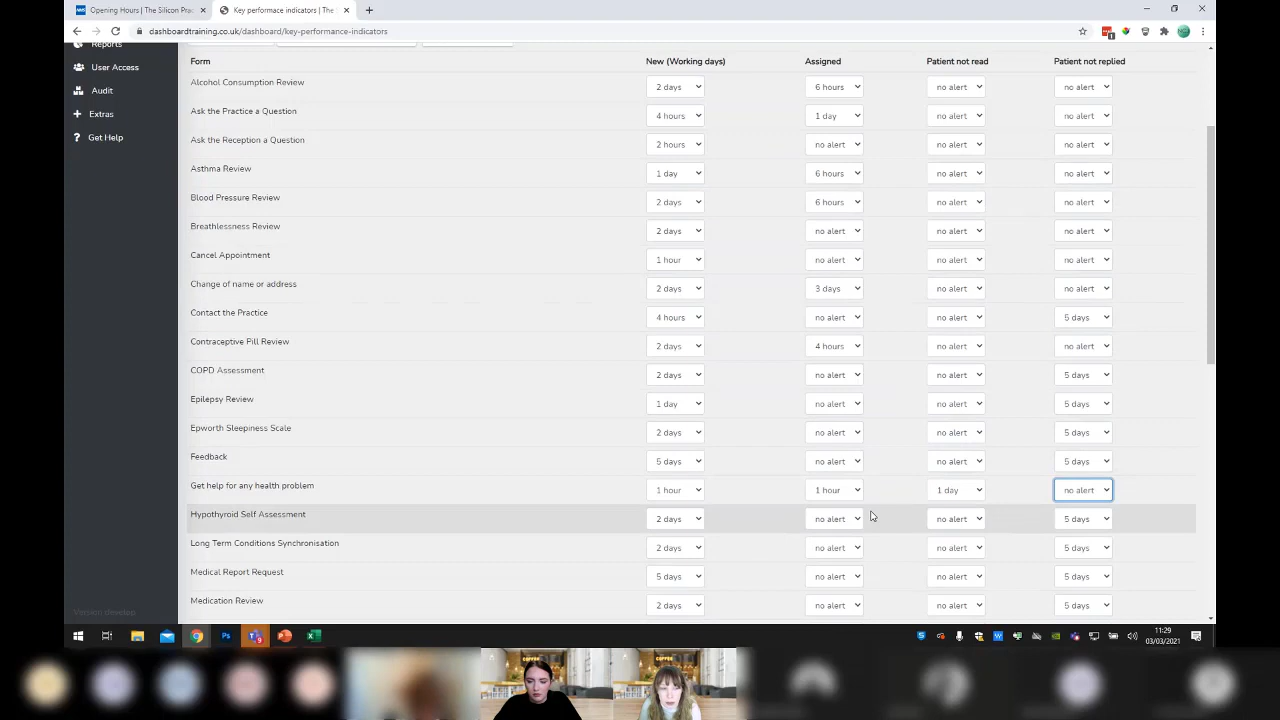 Opening Hours | The Silicon Prac
Key performace indicators | The
dashboardtraining.co.uk/dashboard/key-performance-indicators
Reports
User Access
Audit
Extras
Get Help
Form New (Working days) Assigned Patient not read Patient not replied
Alcohol Consumption Review 2 days 6 hours no alert no alert
Ask the Practice a Question 4 hours 1 day no alert no alert
Ask the Reception a Question 2 hours no alert no alert no alert
Asthma Review 1 day 6 hours no alert no alert
Blood Pressure Review 2 days 6 hours no alert no alert
Breathlessness Review 2 days no alert no alert no alert
Cancel Appointment 1 hour no alert no alert no alert
Change of name or address 2 days 3 days no alert no alert
Contact the Practice 4 hours no alert no alert 5 days
Contraceptive Pill Review 2 days 4 hours no alert no alert
COPD Assessment 2 days no alert no alert 5 days
Epilepsy Review 1 day no alert no alert 5 days
Epworth Sleepiness Scale 2 days no alert no alert 5 days
Feedback 5 days no alert no alert 5 days
Get help for any health problem 1 hour 1 hour 1 day no alert
Hypothyroid Self Assessment 2 days no alert no alert 5 days
Long Term Conditions Synchronisation 2 days no alert no alert 5 days
Medical Report Request 5 days no alert no alert 5 days
Medication Review 2 days no alert no alert 5 days
11:29
03/03/2021
COFFEE